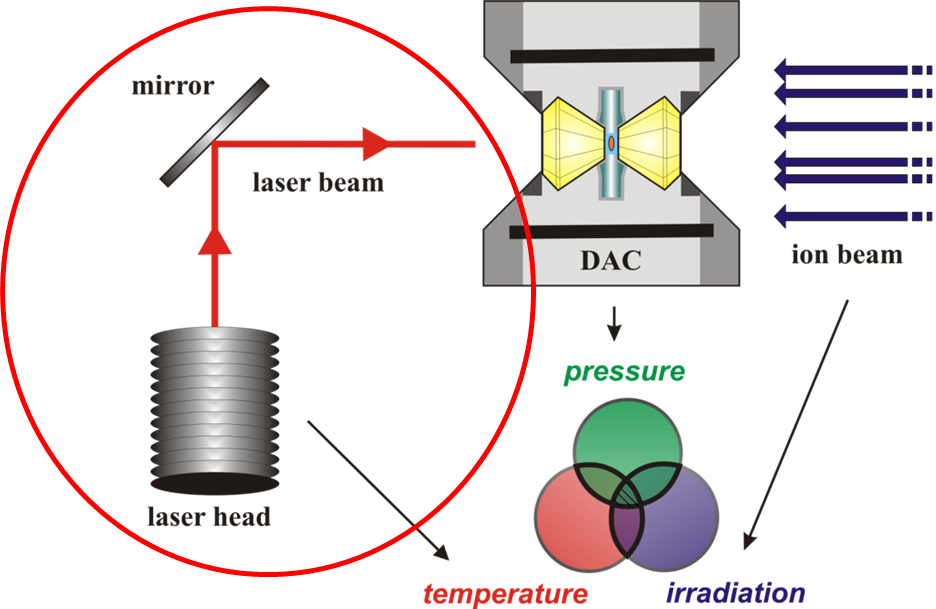 mirror
laser beam
laser head
DAC
ion beam
pressure
temperature
irradiation